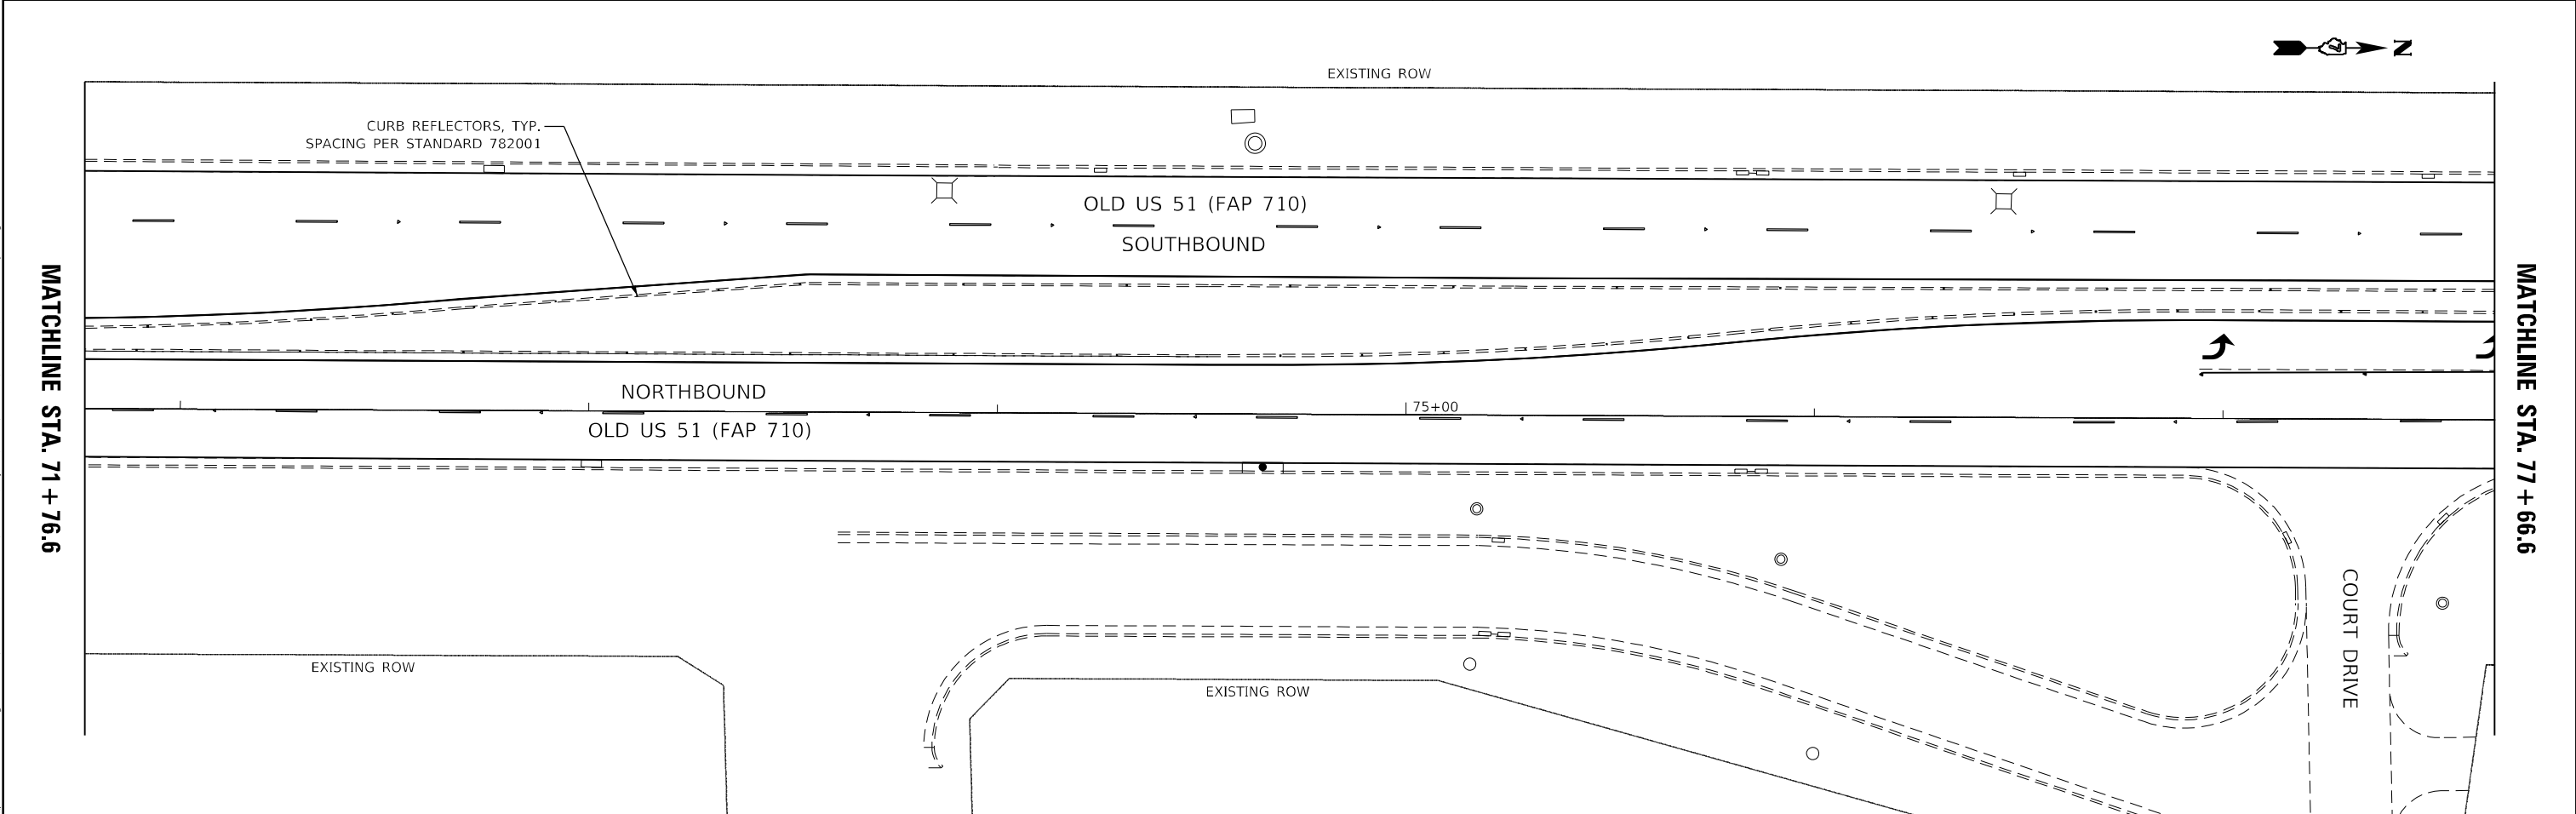 N
EXISTING ROW
CURB REFLECTORS, TYP.
SPACING PER STANDARD 782001
OLD US 51 (FAP 710)
SOUTHBOUND
MATCHLINE STA. 71+76.6
MATCHLINE STA. 77+66.6
NORTHBOUND
75+00
OLD US 51 (FAP 710)
COURT DRIVE
EXISTING ROW
EXISTING ROW